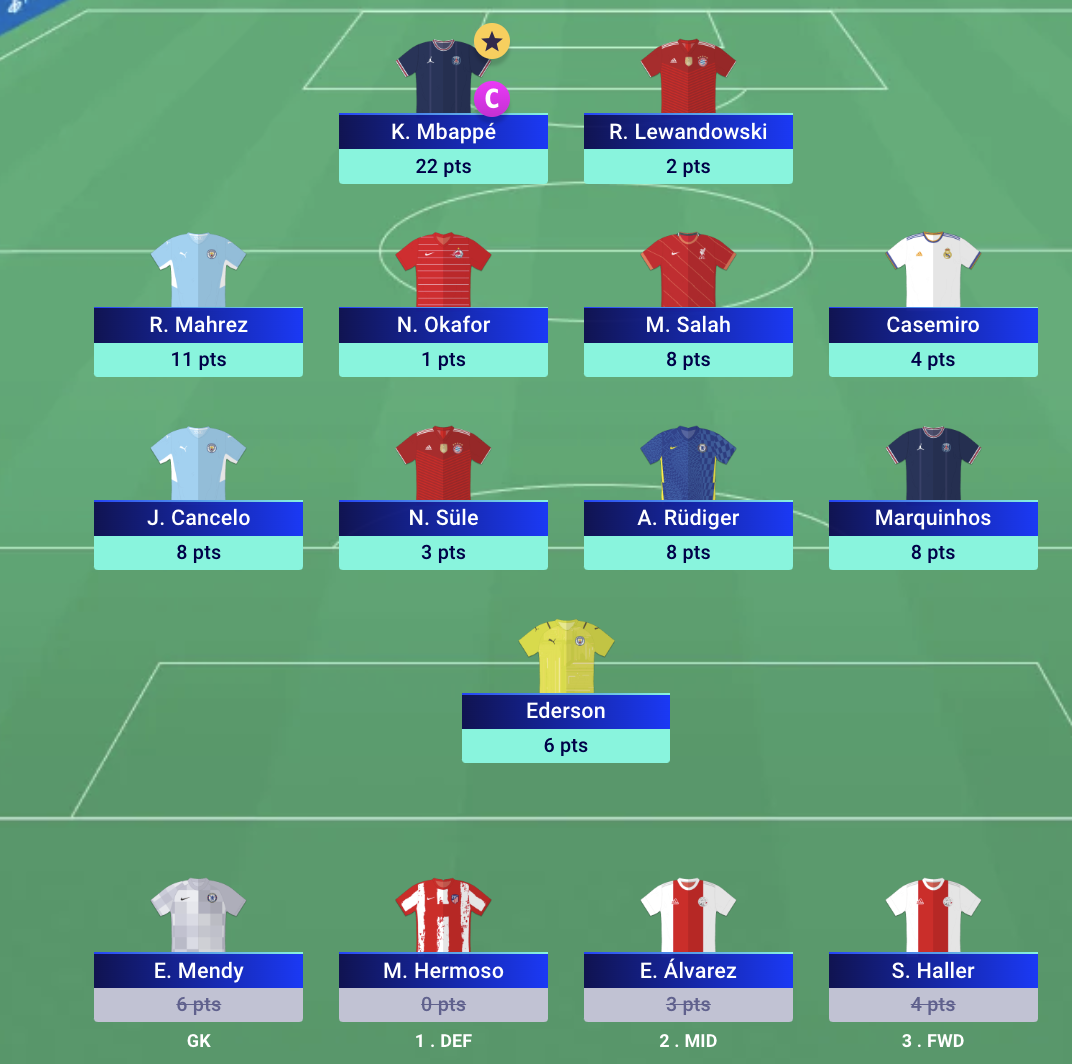 C
K. Mbappé
R. Lewandowski
22 pts
2 pts
R. Mahrez
N. Okafor
M. Salah
Casemiro
11 pts
1 pts
8 pts
4 pts
J. Cancelo
N. Süle
A. Rüdiger
Marquinhos
8 pts
3 pts
8 pts
8 pts
Ederson
6 pts
E. Mendy
M. Hermoso
E. Álvarez
S. Haller
6 pts
0 pts
3 pts
4 pts
GK
1 . DEF
2 . MID
3 . FWD